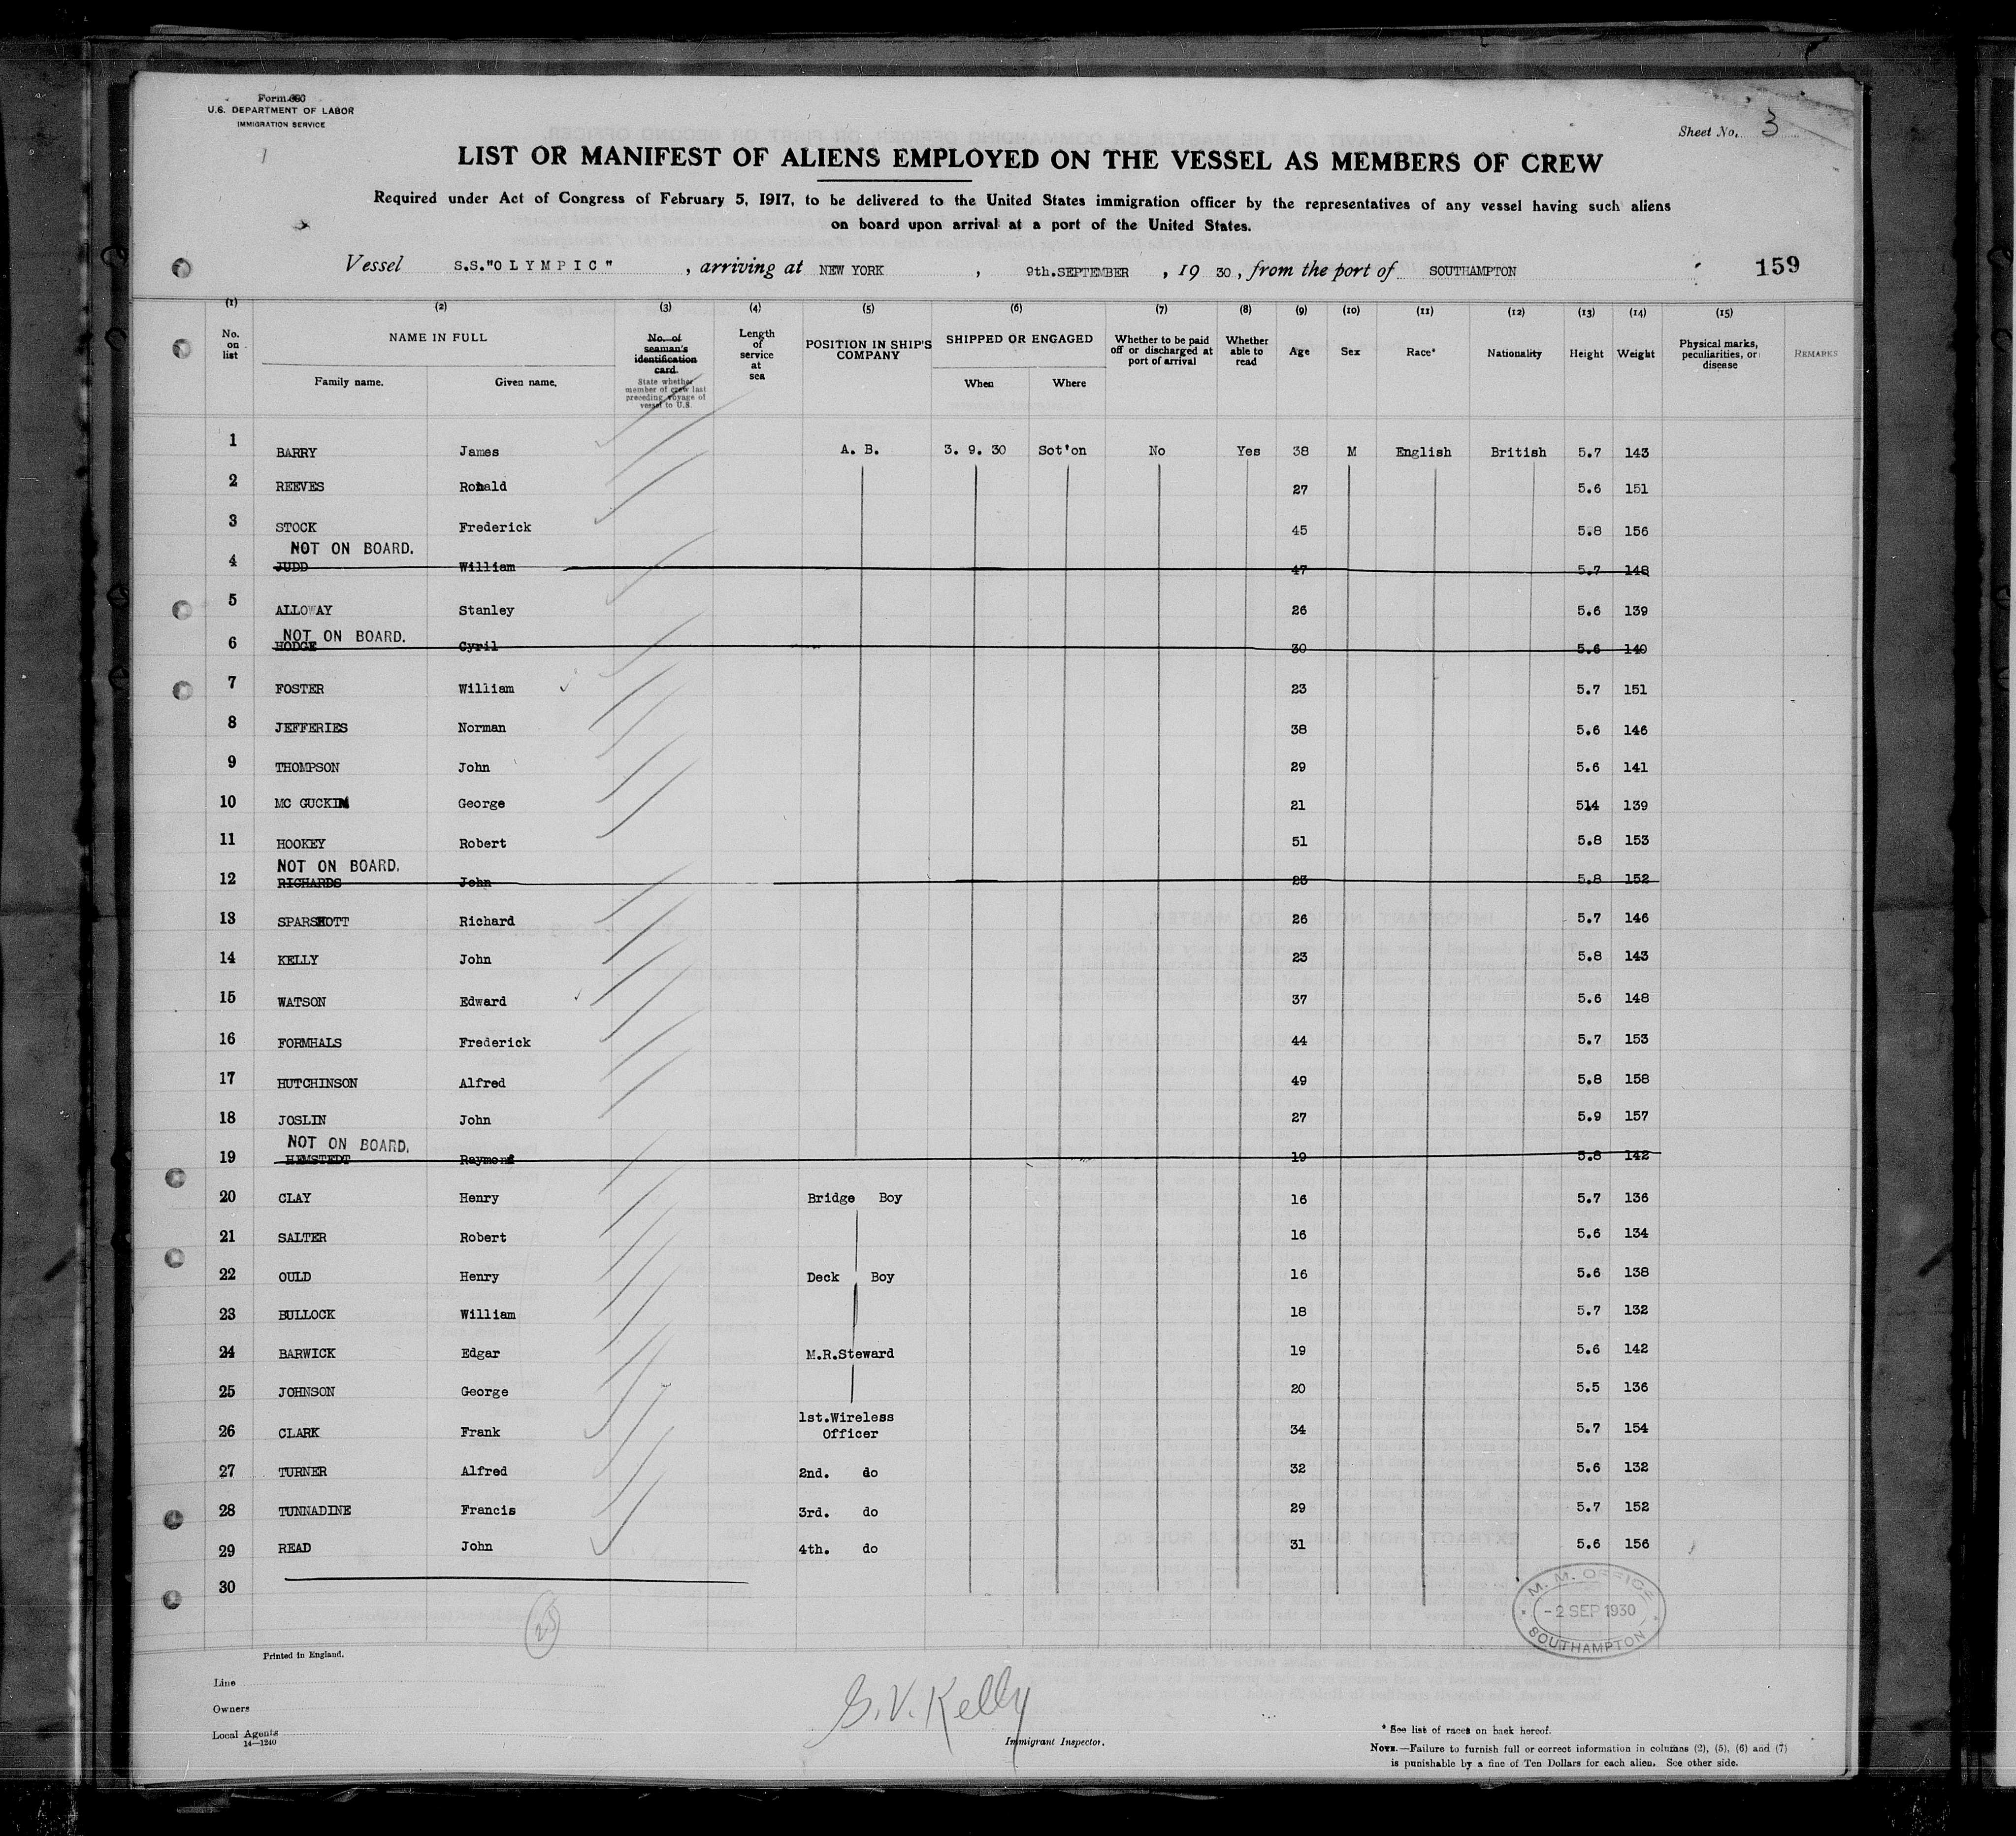 Form 680
U.S. DEPARTMENT OF LABOR
IMMIGRATION SERVICE
Sheet No. 3
LIST OR MANIFEST OF ALIENS EMPLOYED ON THE VESSEL AS MEMBERS OF CREW
Required under Act of Congress of February 5, 1917, to be delivered to the United States immigration officer by the representatives of any vessel having such aliens
on board upon arrival at a port of the United States.
Vessel S.S."OLYMPIC", arriving at NEW YORK, 9th.SEPTEMBER, 1930, from the port of SOUTHAMPTON 159
(1) (2) (3) (4) (5) (6) (7) (8) (9) (10) (11) (12) (13) (14) (15)
No. on list NAME IN FULL Family name. Given name. No. of seaman's identification card. State whether member of crew last preceding voyage of vessel to U.S. Length of service at sea POSITION IN SHIP'S COMPANY SHIPPED OR ENGAGED When Where Whether to be paid off or discharged at port of arrival Whether able to read Age Sex Race* Nationality Height Weight Physical marks, peculiarities, or disease REMARKS
1 BARRY James A. B. 3. 9. 30 Sot'on No Yes 38 M English British 5.7 143
2 REEVES Ronald 27 5.6 151
3 STOCK Frederick 45 5.8 156
NOT ON BOARD.
4 JUDD William 47 5.7 148
5 ALLOWAY Stanley 26 5.6 139
NOT ON BOARD.
6 HODGE Cyril 30 5.6 140
7 FOSTER William 23 5.7 151
8 JEFFERIES Norman 38 5.6 146
9 THOMPSON John 29 5.6 141
10 MC GUCKIN George 21 514 139
11 HOOKEY Robert 51 5.8 153
NOT ON BOARD.
12 RICHARDS John 5.8 152
13 SPARSHOTT Richard 26 5.7 146
14 KELLY John 23 5.8 143
15 WATSON Edward 37 5.6 148
16 FORMHALS Frederick 44 5.7 153
17 HUTCHINSON Alfred 49 5.8 158
18 JOSLIN John 27 5.9 157
NOT ON BOARD.
19 HEMSTEDT Raymond 19 5.8 142
20 CLAY Henry Bridge Boy 16 5.7 136
21 SALTER Robert 16 5.6 134
22 OULD Henry Deck Boy 16 5.6 138
23 BULLOCK William 18 5.7 132
24 BARWICK Edgar M.R.Steward 19 5.6 142
25 JOHNSON George 20 5.5 136
26 CLARK Frank 1st.Wireless Officer 34 5.7 154
27 TURNER Alfred 2nd. do 32 5.6 132
28 TUNNADINE Francis 3rd. do 29 5.7 152
29 READ John 4th. do 31 5.6 156
30
25
M. M. OFFICE
-2 SEP 1930
SOUTHAMPTON
Printed in England.
Line
Owners
Local Agents
14—1240
G. V. Kelly
Immigrant Inspector.
* See list of races on back hereof.
NOTE.—Failure to furnish full or correct information in columns (2), (5), (6) and (7)
is punishable by a fine of Ten Dollars for each alien. See other side.